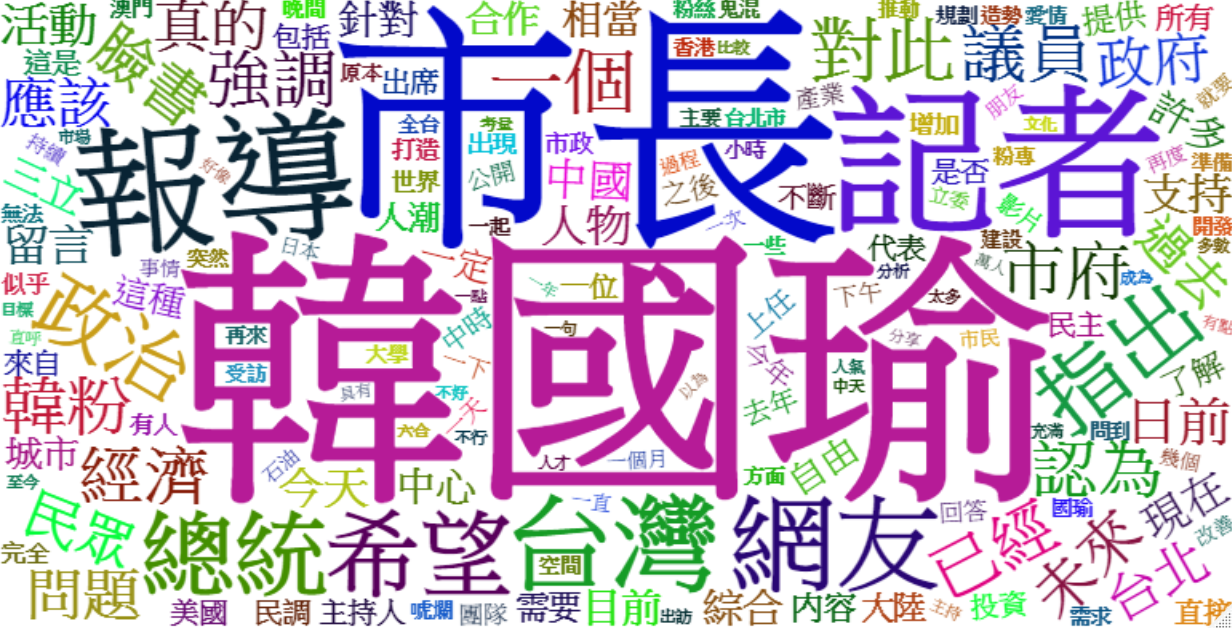 活動
澳門
真的
晚間
包括
針對
合作
相當
粉絲
鬼混
推動
規劃
造勢
愛情
提供
所有
這是
臉書
強調
原本
出席
市長
一個
香港
比較
對此
議員
政府
應該
市場
持續
報導
好像
全台
打造
世界
人潮
考量
出現
公開
一起
市政
中國
人物
主要
台北市
過程
小時
之後
不斷
一次
產業
記者
增加
是否
立委
朋友
文化
粉專
影片
許多
就要
再度
準備
支持
三立
無法
留言
開發
多數
過去
似乎
目標
直呼
事情
突然
這種
政治
日本
韓國瑜
一定
一點
中時
一下
一天
一年
一位
一句
一些
代表
分析
建設
萬人
市府
成為
上任
下午
太多
今年
去年
分享
市民
民主
指出
有點
了解
來自
韓粉
有人
再來
受訪
具有
大學
六合
不好
不行
以為
人氣
中天
充滿
問到
日前
城市
至今
經濟
石油
今天
中心
人才
一個月
方面
自由
認為
幾個
民眾
完全
問題
總統
希望
台灣
空間
一直
網友
回答
已經
國瑜
未來
現在
改善
台北
美國
民調
主持人
唬爛
團隊
需要
目前
出訪
綜合
內容
大陸
主持
投資
需求
直接